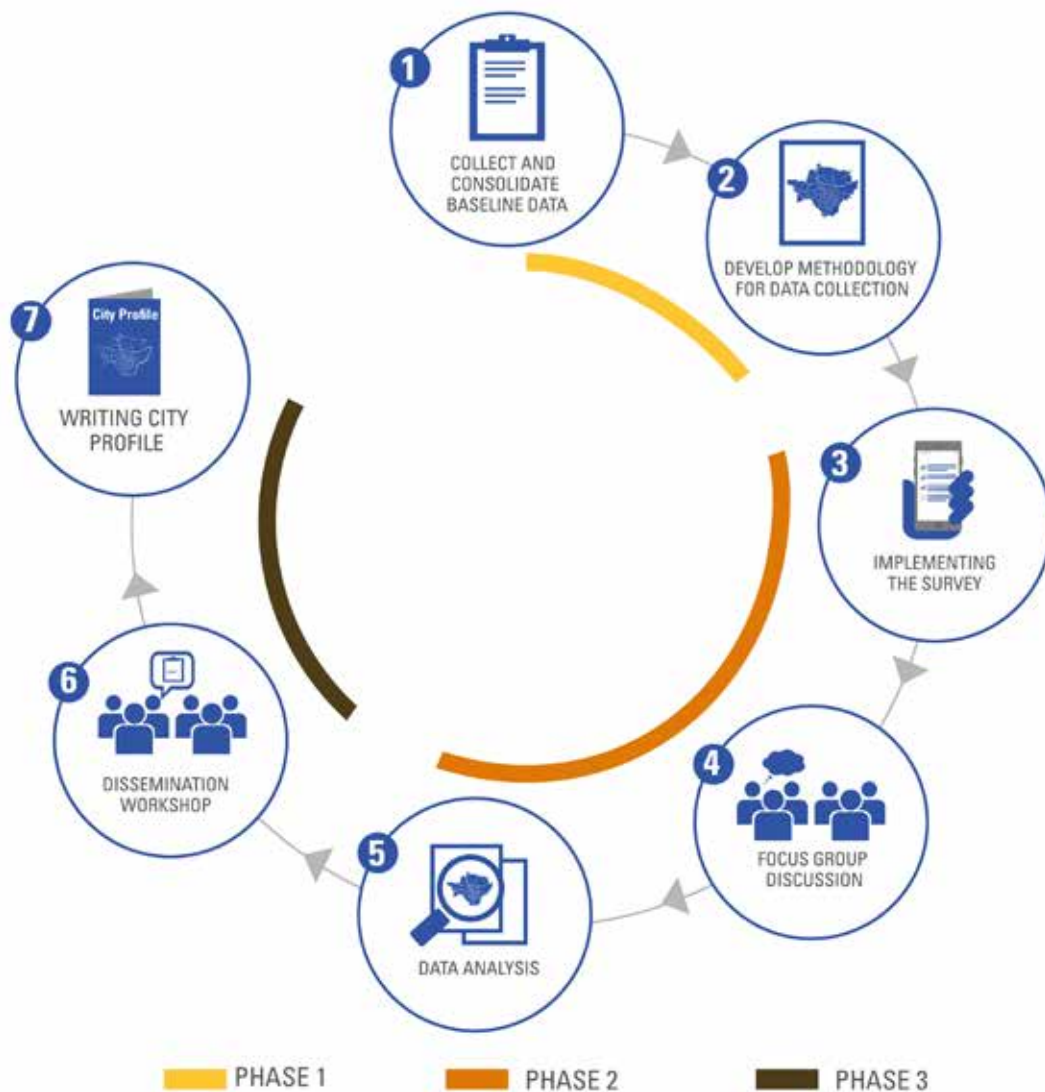 1
COLLECT AND
CONSOLIDATE
BASELINE DATA
2
DEVELOP METHODOLOGY
FOR DATA COLLECTION
3
IMPLEMENTING
THE SURVEY
4
FOCUS GROUP
DISCUSSION
5
DATA ANALYSIS
6
DISSEMINATION
WORKSHOP
7
City Profile
WRITING CITY
PROFILE
PHASE 1
PHASE 2
PHASE 3